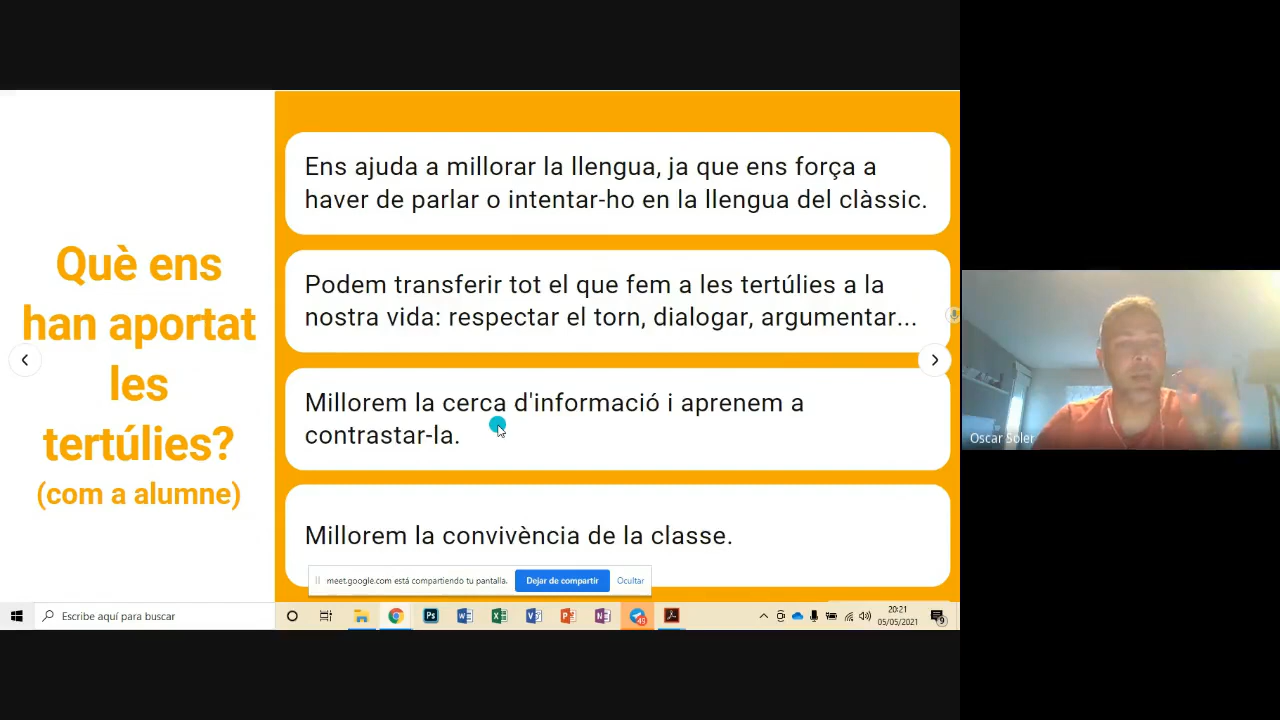 Què ens
han aportat
les
tertúlies?
(com a alumne)
Ens ajuda a millorar la llengua, ja que ens força a
haver de parlar o intentar-ho en la llengua del clàssic.
Podem transferir tot el que fem a les tertúlies a la
nostra vida: respectar el torn, dialogar, argumentar...
Millorem la cerca d'informació i aprenem a
contrastar-la.
Millorem la convivència de la classe.
meet.google.com está compartiendo tu pantalla.
Dejar de compartir
Ocultar
Escribe aquí para buscar
Ps
48
20:21
05/05/2021
9
Oscar Soler